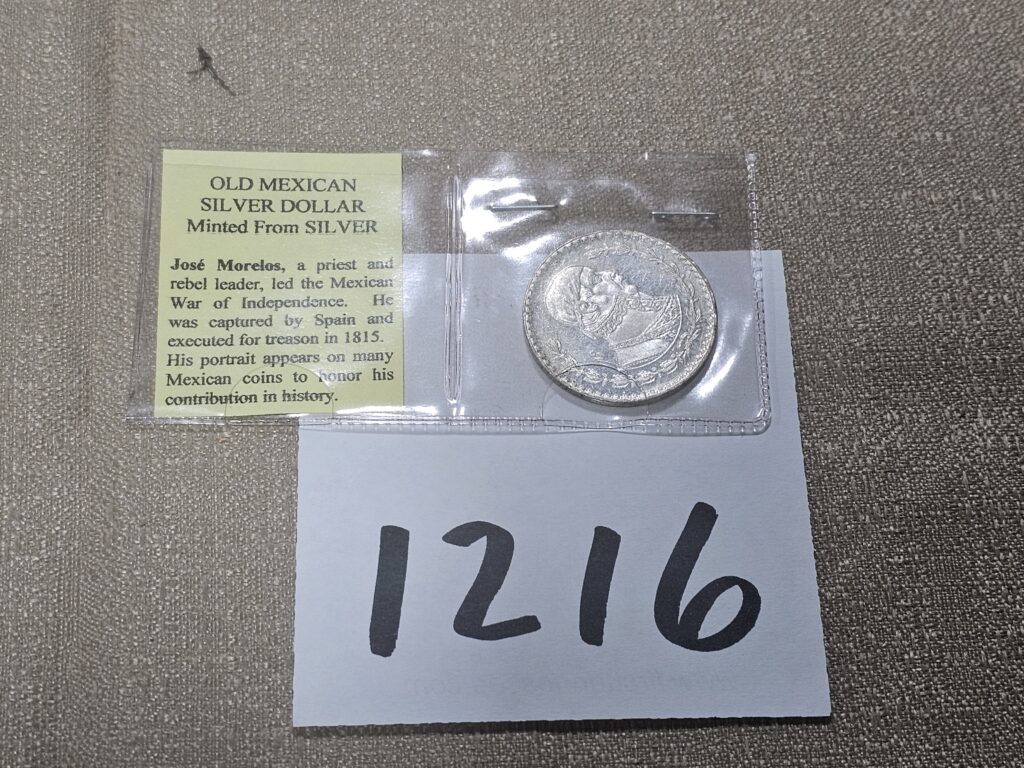 OLD MEXICAN
SILVER DOLLAR
Minted From SILVER
José Morelos, a priest and
rebel leader, led the Mexican
War of Independence. He
was captured by Spain and
executed for treason in 1815.
His portrait appears on many
Mexican coins to honor his
contribution in history.
1216